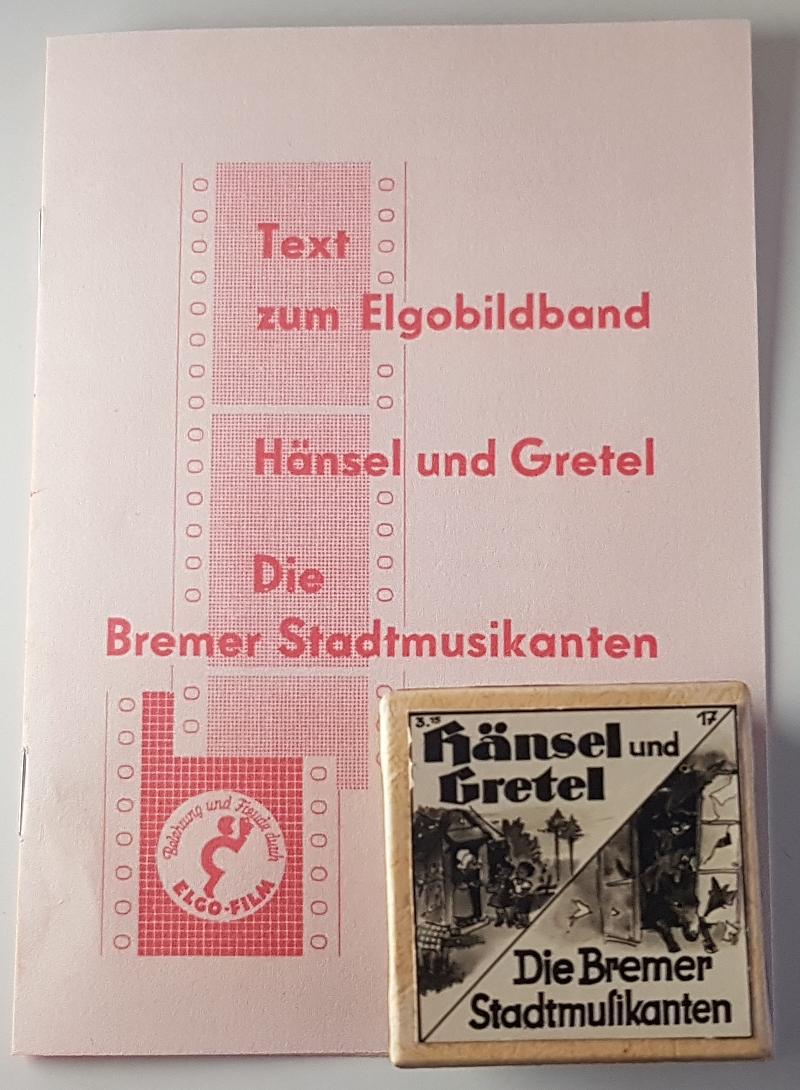 Text
zum Elgobildband
Hänsel und Gretel
Die
Bremer Stadtmusikanten
Belehrung und Freude durch
ELGO-FILM
3.15
17
Hänsel und
Gretel
Die Bremer
Stadtmuſikanten